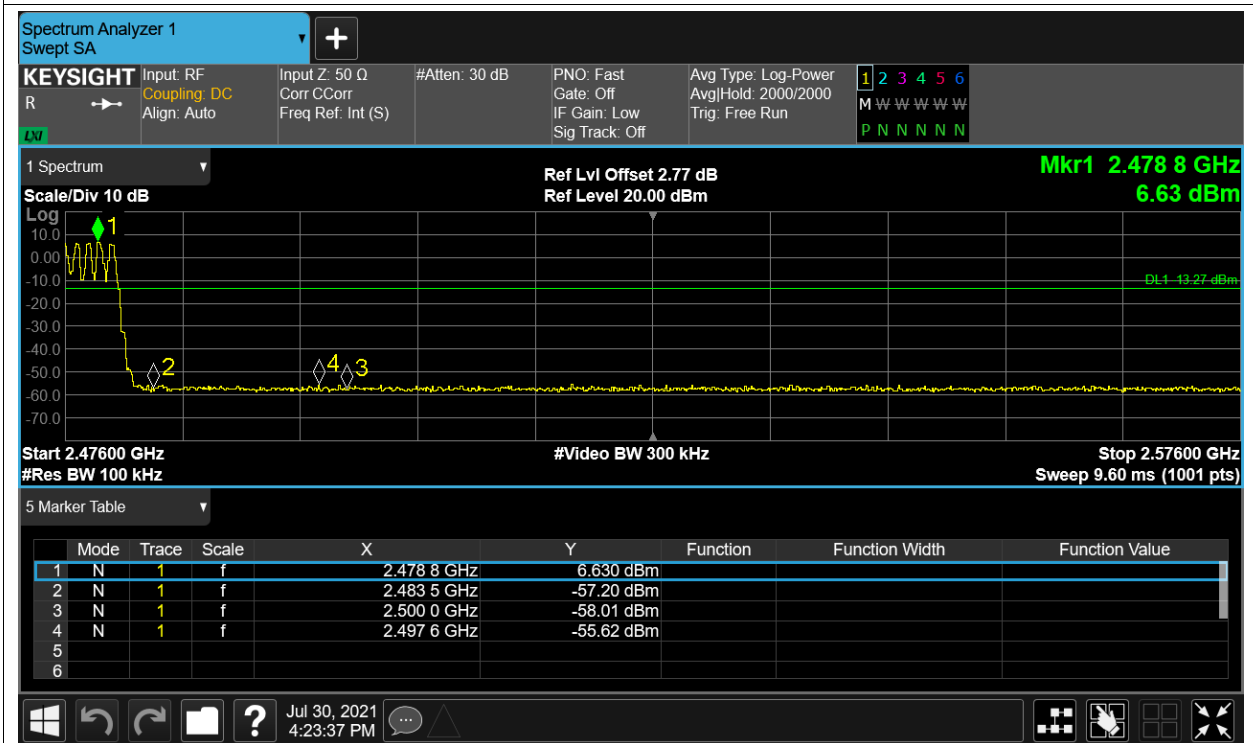 Spectrum Analyzer 1
Swept SA
KEYSIGHT
R
LXI
Input: RF
Coupling: DC
Align: Auto
Input Z: 50 Ω
Corr CCorr
Freq Ref: Int (S)
#Atten: 30 dB
PNO: Fast
Gate: Off
IF Gain: Low
Sig Track: Off
Avg Type: Log-Power
Avg|Hold: 2000/2000
Trig: Free Run
1 2 3 4 5 6
M W W W W W
P N N N N N
1 Spectrum
Scale/Div 10 dB
Ref Lvl Offset 2.77 dB
Ref Level 20.00 dBm
Mkr1 2.478 8 GHz
6.63 dBm
Log
10.0
0.00
-10.0
-20.0
-30.0
-40.0
-50.0
-60.0
-70.0
1
2
4
3
DL1 -13.27 dBm
Start 2.47600 GHz
#Res BW 100 kHz
#Video BW 300 kHz
Stop 2.57600 GHz
Sweep 9.60 ms (1001 pts)
5 Marker Table
Mode Trace Scale X Y Function Function Width Function Value
1 N 1 f 2.478 8 GHz 6.630 dBm
2 N 1 f 2.483 5 GHz -57.20 dBm
3 N 1 f 2.500 0 GHz -58.01 dBm
4 N 1 f 2.497 6 GHz -55.62 dBm
5
6
?
Jul 30, 2021
4:23:37 PM